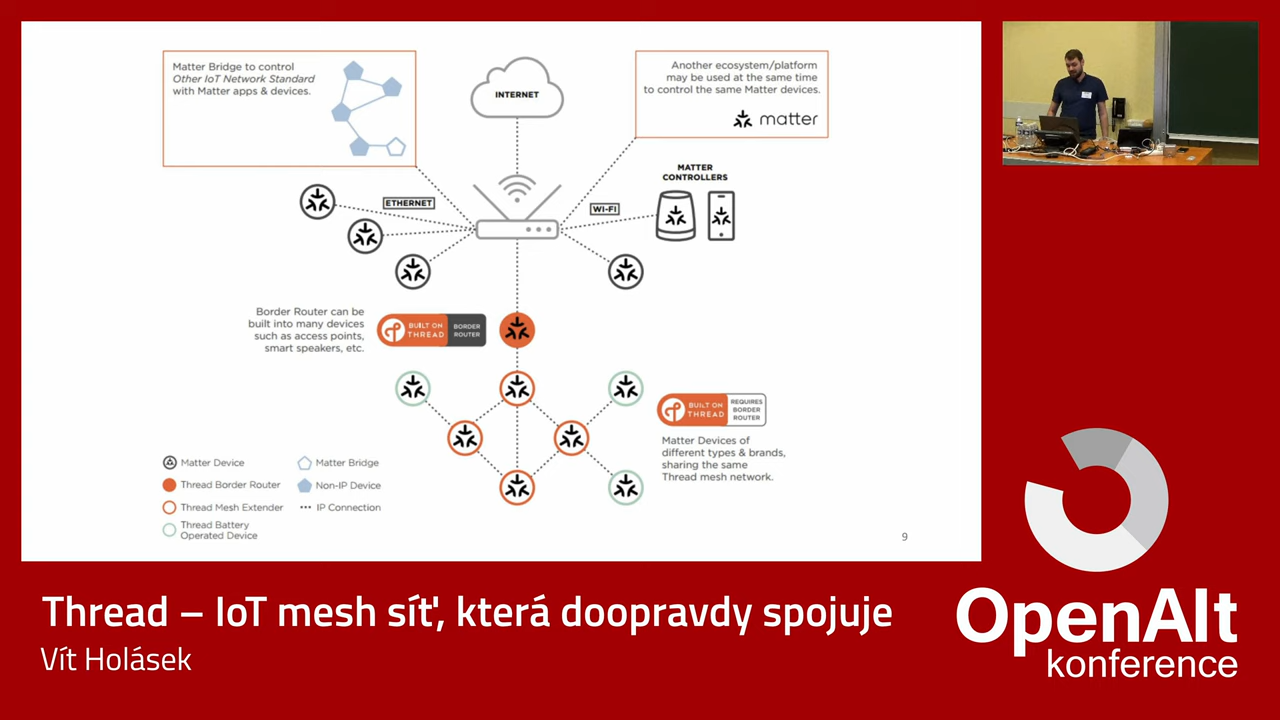 Matter Bridge to control
Other IoT Network Standard
with Matter apps & devices.
INTERNET
Another ecosystem/platform
may be used at the same time
to control the same Matter devices.
matter
MATTER
CONTROLLERS
ETHERNET
WI-FI
Border Router can be
built into many devices
such as access points,
smart speakers, etc.
BUILT ON
THREAD
BORDER
ROUTER
BUILT ON
THREAD
REQUIRES
BORDER
ROUTER
Matter Devices of
different types & brands,
sharing the same
Thread mesh network.
Matter Device
Thread Border Router
Thread Mesh Extender
Thread Battery
Operated Device
Matter Bridge
Non-IP Device
IP Connection
9
Thread – IoT mesh síť, která doopravdy spojuje
Vít Holásek
OpenAlt
konference